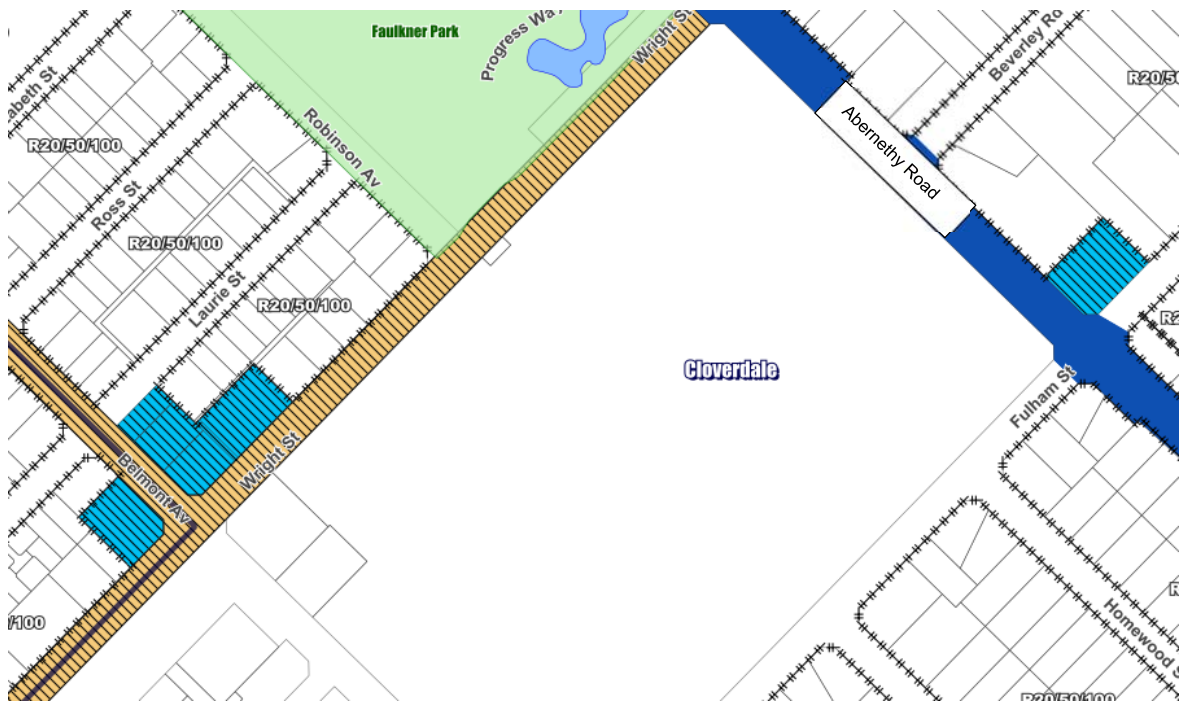 Faulkner Park
Progress Way
Wright St
Beverley Ro
R20/50
abeth St
R20/50/100
Robinson Av
Abernethy Road
Ross St
R20/50/100
Laurie St
R20/50/100
R2
Cloverdale
Fulham St
Wright St
Belmont Av
/100
Homewood S
R20/50/100